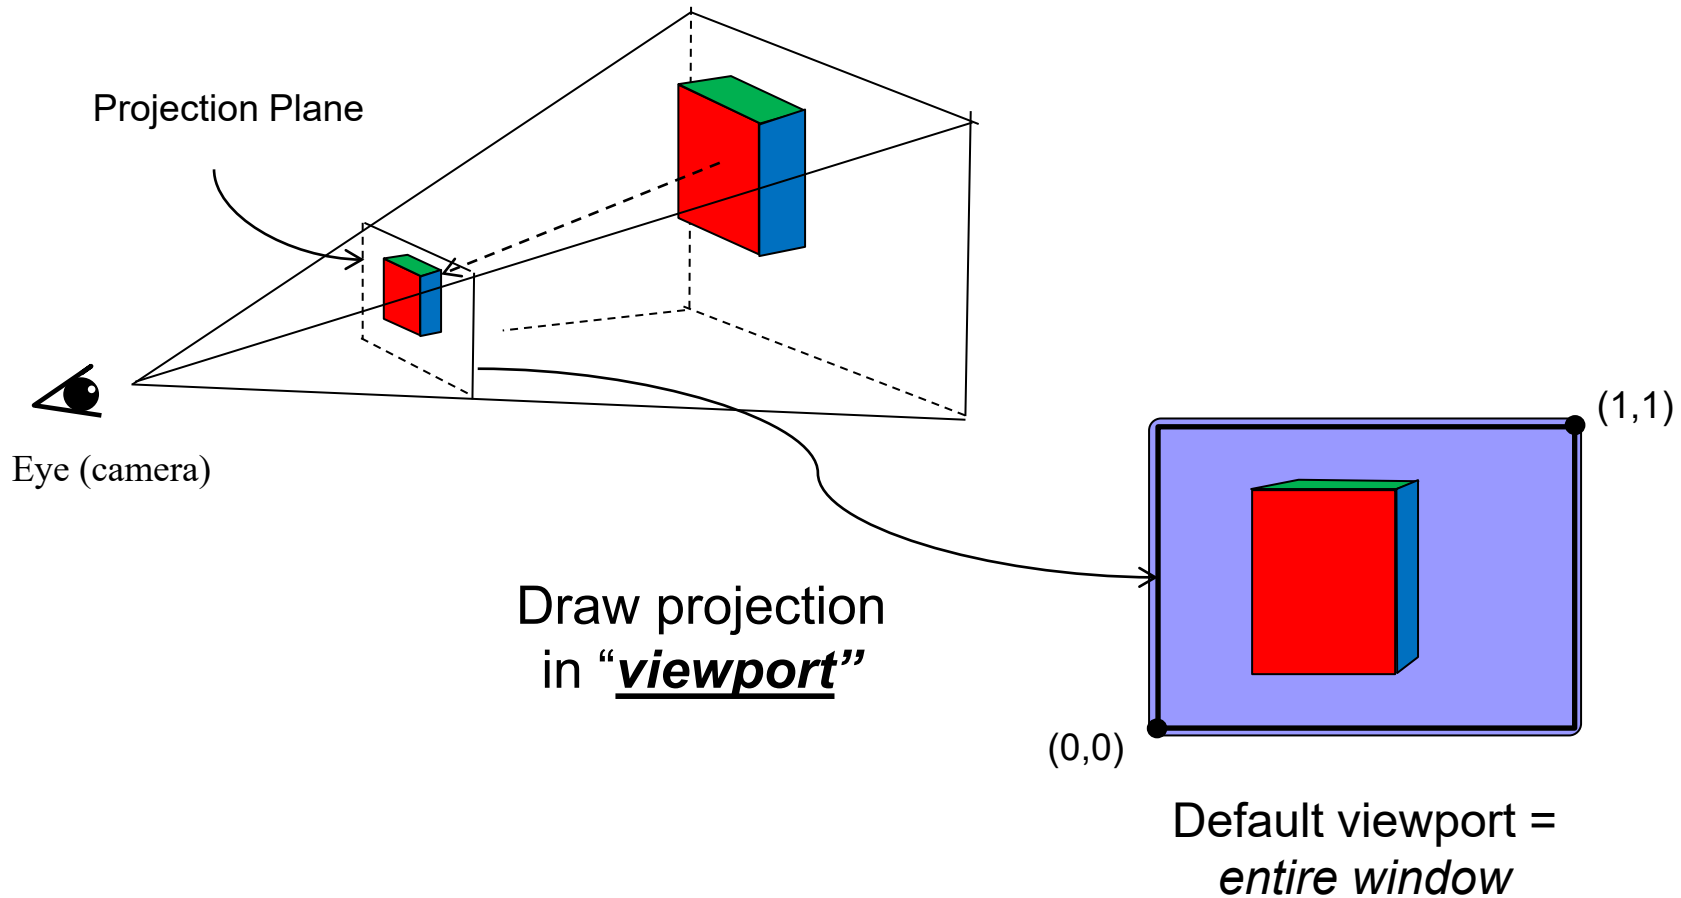 Projection Plane
Eye (camera)
(1,1)
Draw projection
in “viewport”
(0,0)
Default viewport =
entire window